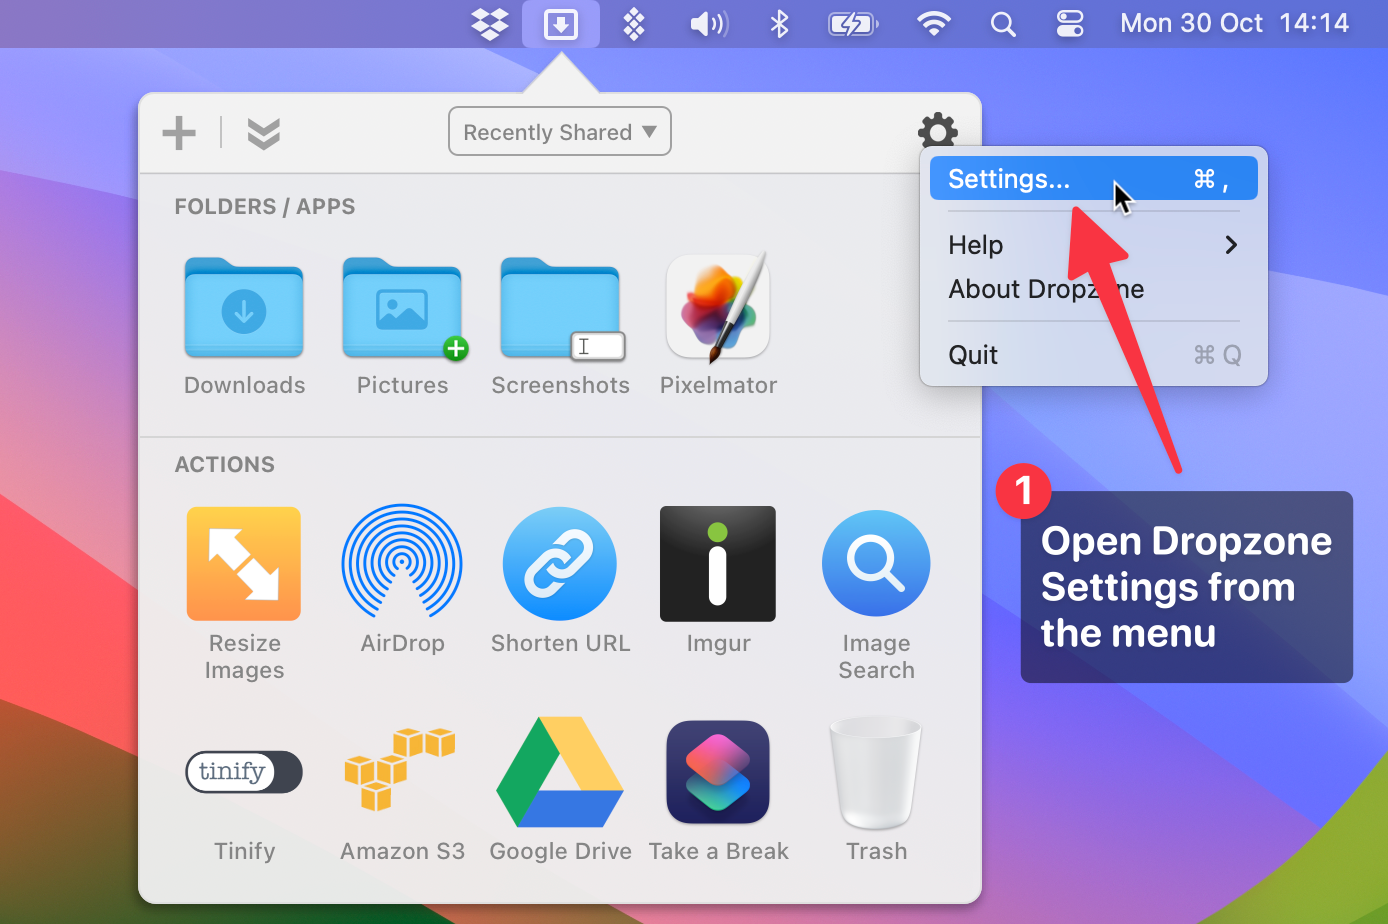 Mon 30 Oct 14:14
Recently Shared ▼
Settings... ⌘ ,
Help
About Dropz ne
Quit ⌘ Q
FOLDERS / APPS
Downloads
Pictures
Screenshots
Pixelmator
ACTIONS
Resize
Images
AirDrop
Shorten URL
Imgur
Image
Search
tinify
Tinify
Amazon S3
Google Drive
Take a Break
Trash
1
Open Dropzone
Settings from
the menu